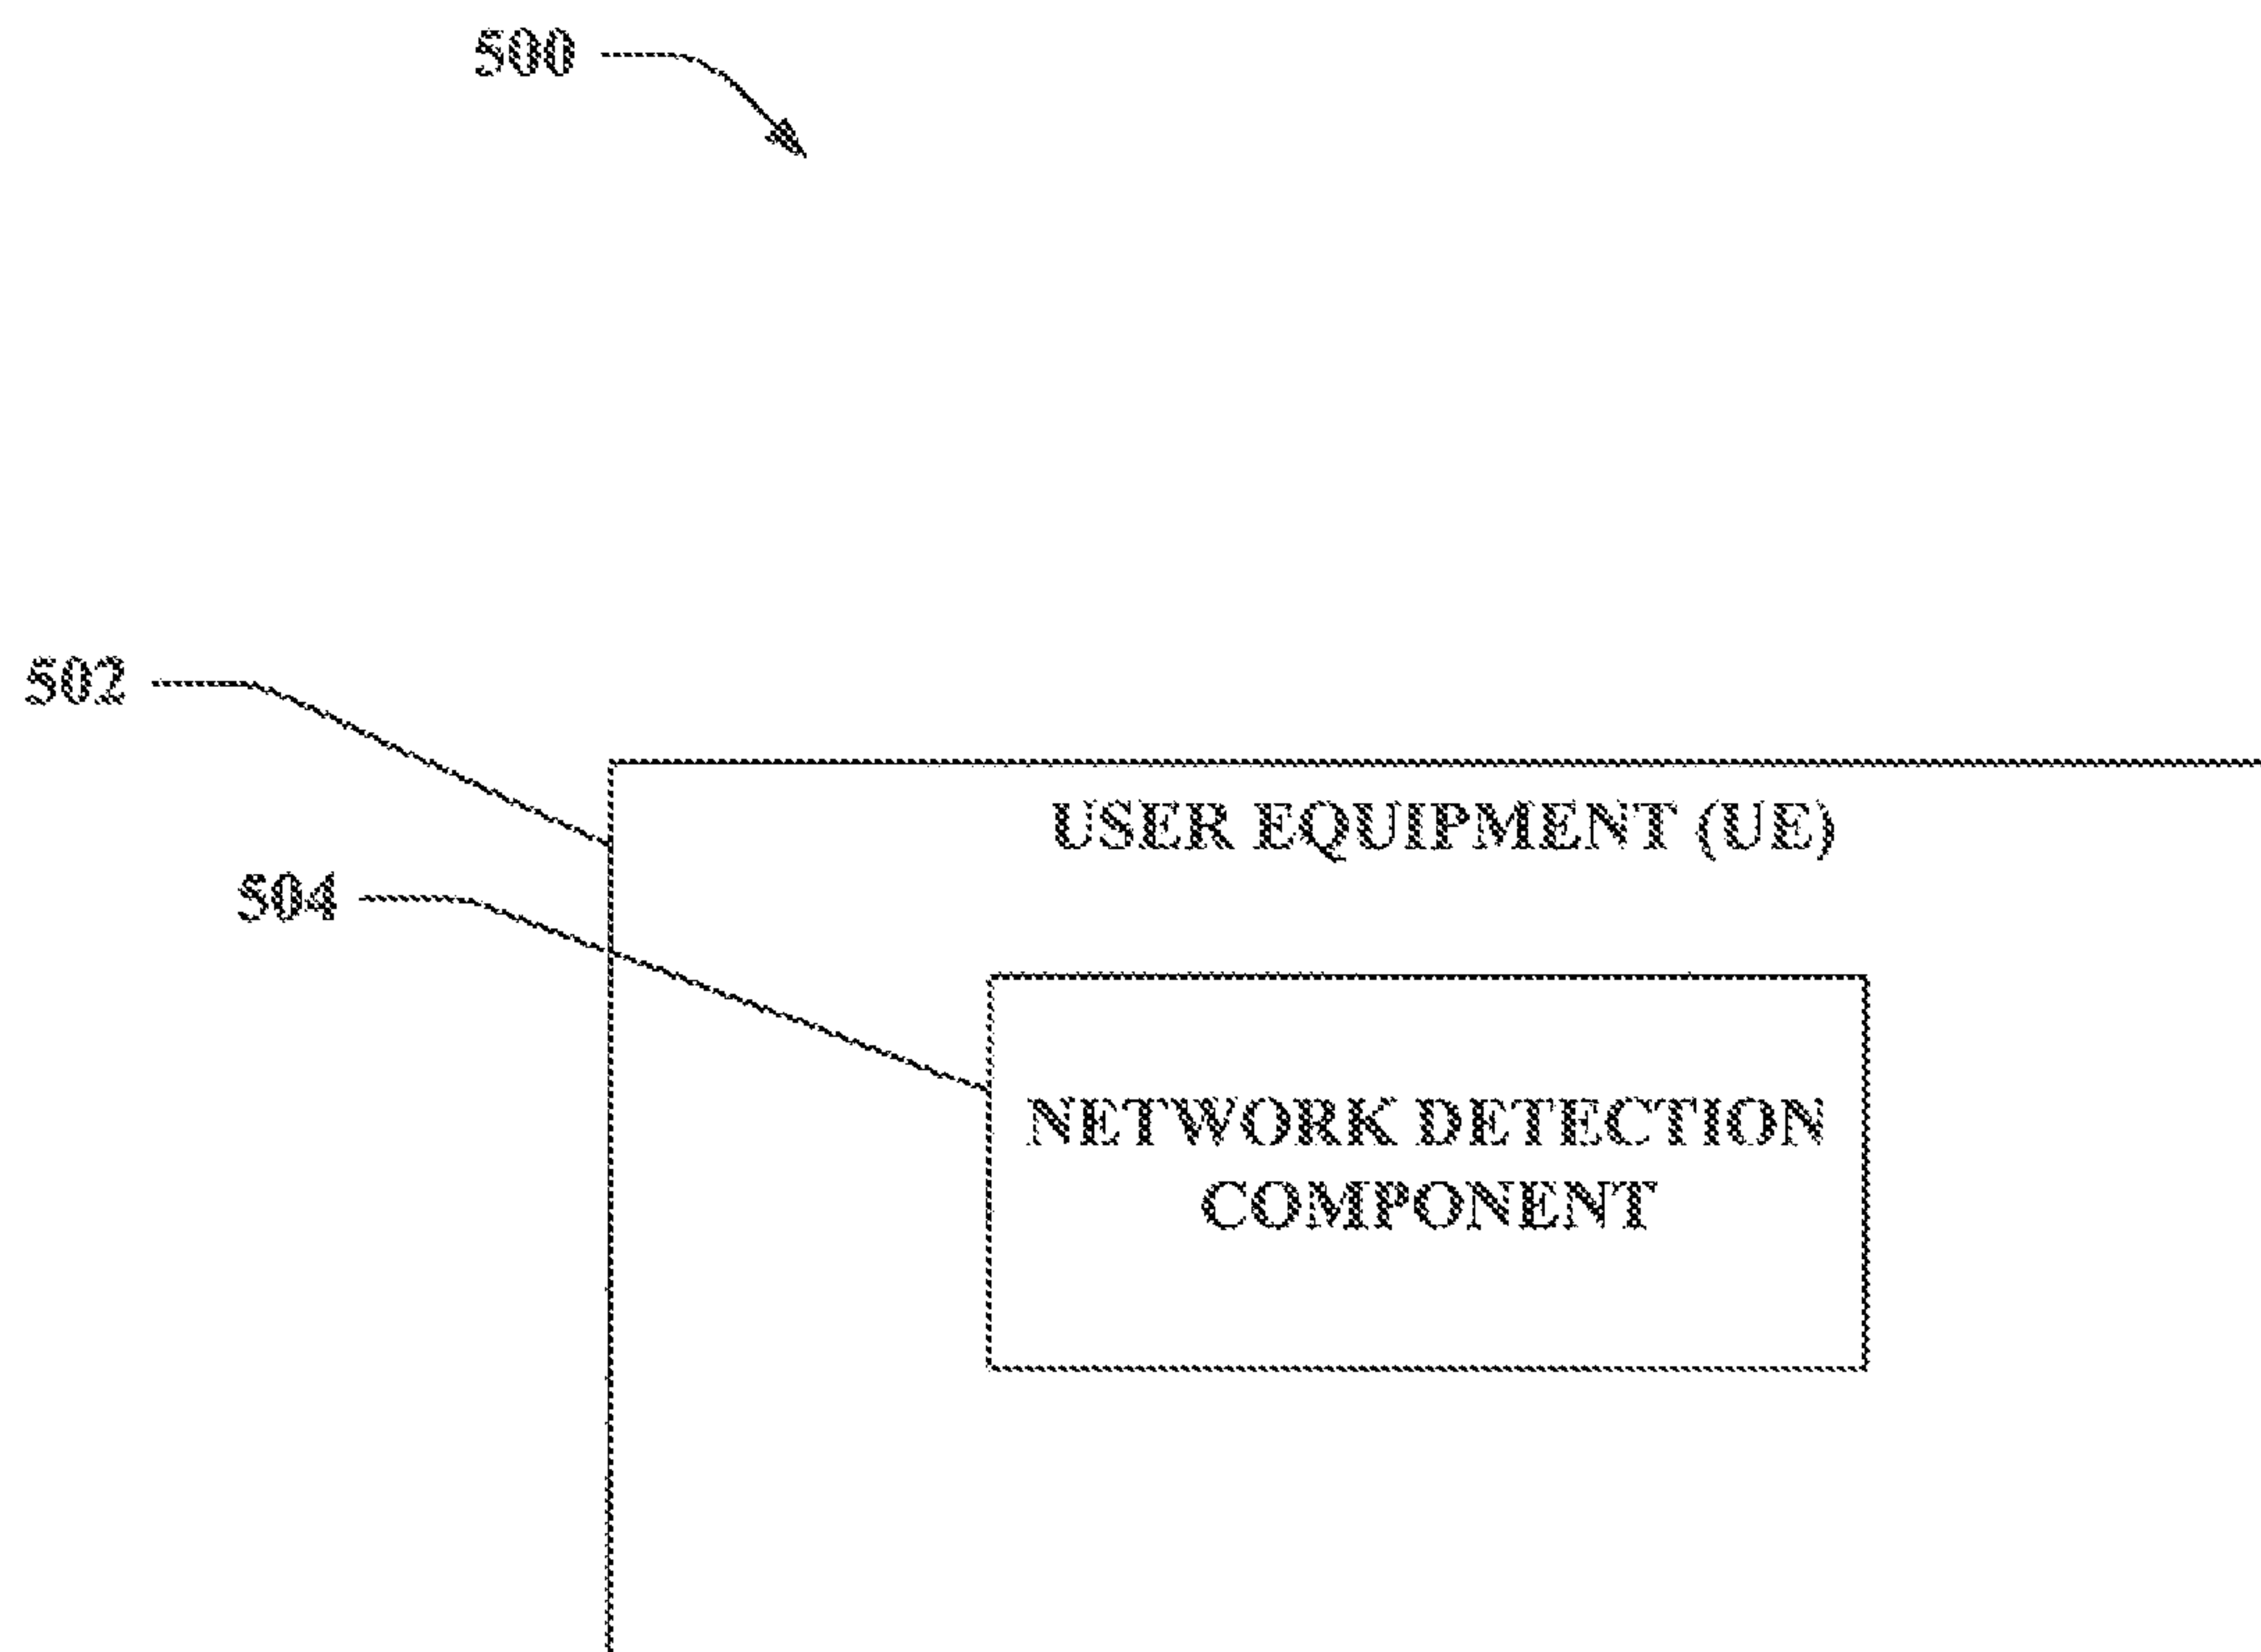 500
502
USER EQUIPMENT (UE)
504
NETWORK DETECTION
COMPONENT